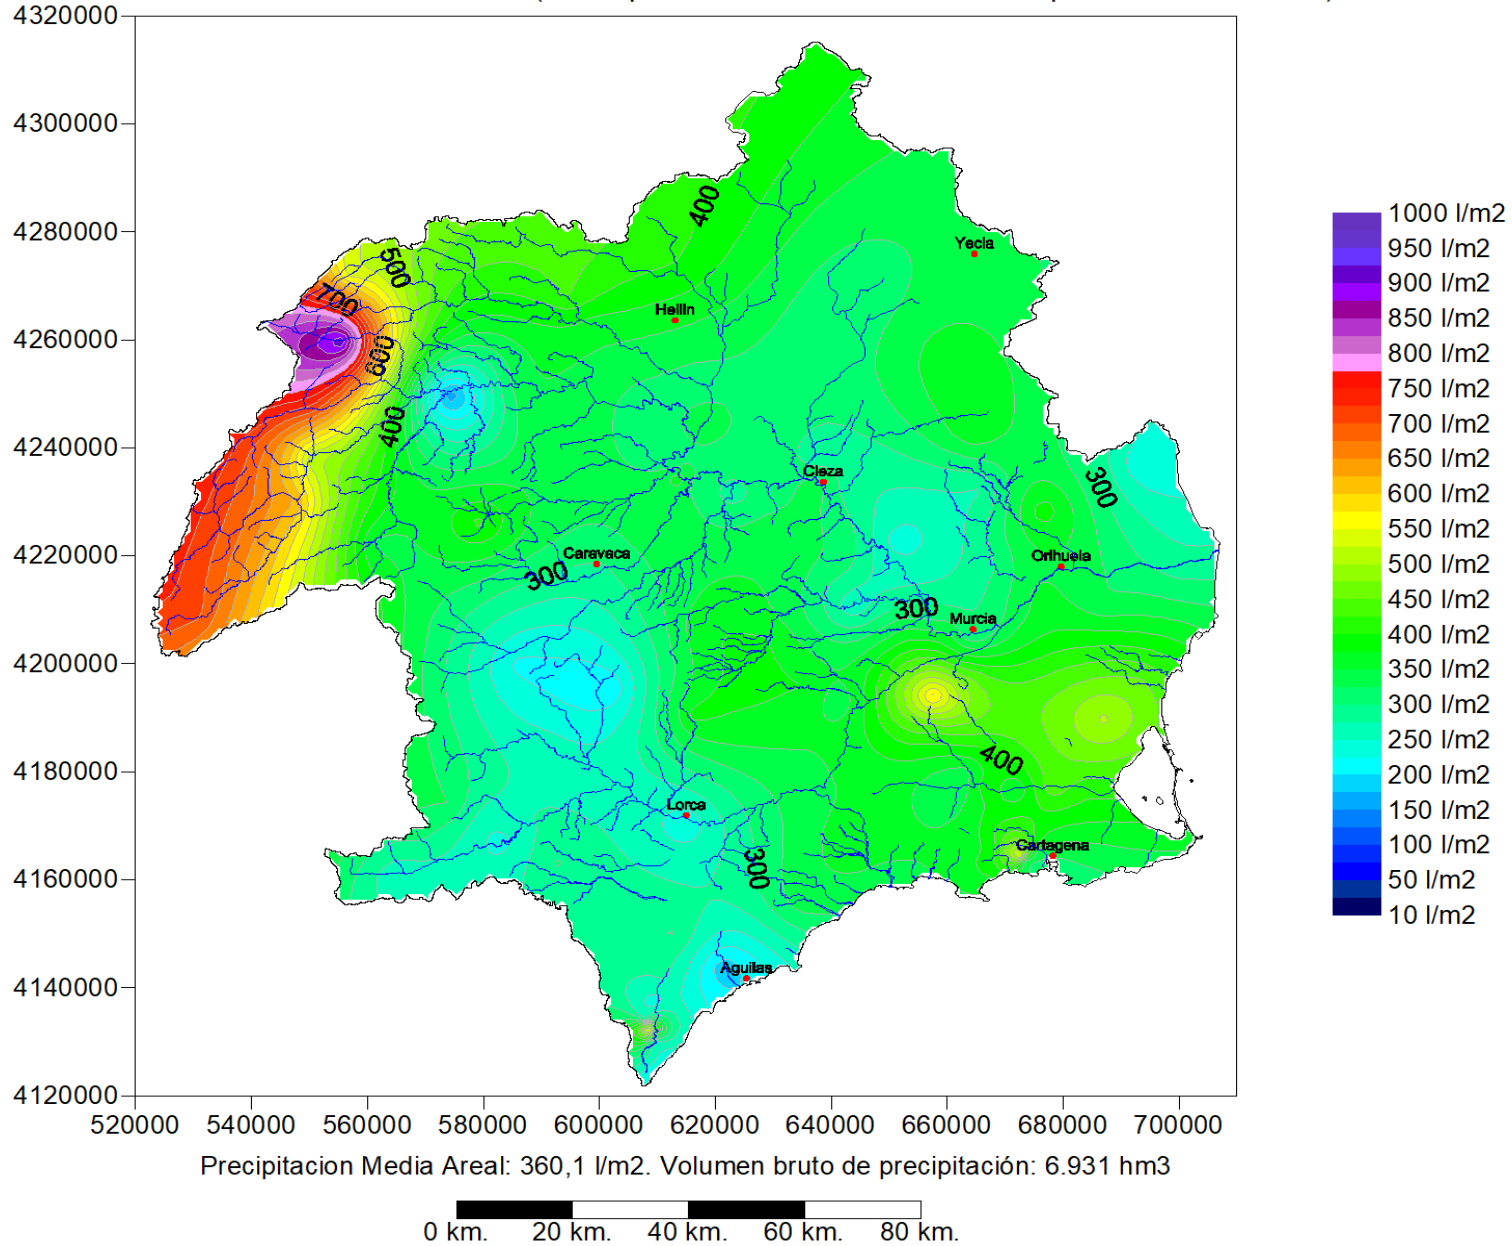 4320000
4300000
4280000
4260000
4240000
4220000
4200000
4180000
4160000
4140000
4120000
520000 540000 560000 580000 600000 620000 640000 660000 680000 700000
400
500
700
600
400
300
300
300
400
300
Yecla
Hellin
Cieza
Caravaca
Orihuela
Murcia
Lorca
Cartagena
Aguilas
1000 l/m2
950 l/m2
900 l/m2
850 l/m2
800 l/m2
750 l/m2
700 l/m2
650 l/m2
600 l/m2
550 l/m2
500 l/m2
450 l/m2
400 l/m2
350 l/m2
300 l/m2
250 l/m2
200 l/m2
150 l/m2
100 l/m2
50 l/m2
10 l/m2
Precipitacion Media Areal: 360,1 l/m2. Volumen bruto de precipitación: 6.931 hm3
0 km. 20 km. 40 km. 60 km. 80 km.